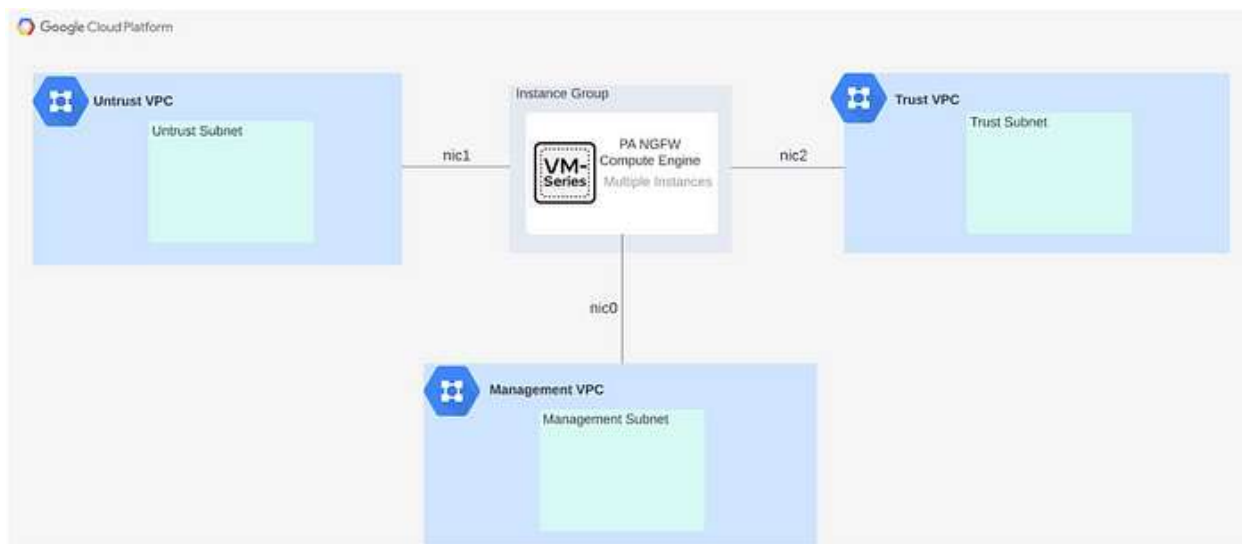 Google Cloud Platform
Untrust VPC
Untrust Subnet
nic1
Instance Group
VM-
Series
PA NGFW
Compute Engine
Multiple Instances
nic2
Trust VPC
Trust Subnet
nic0
Management VPC
Management Subnet